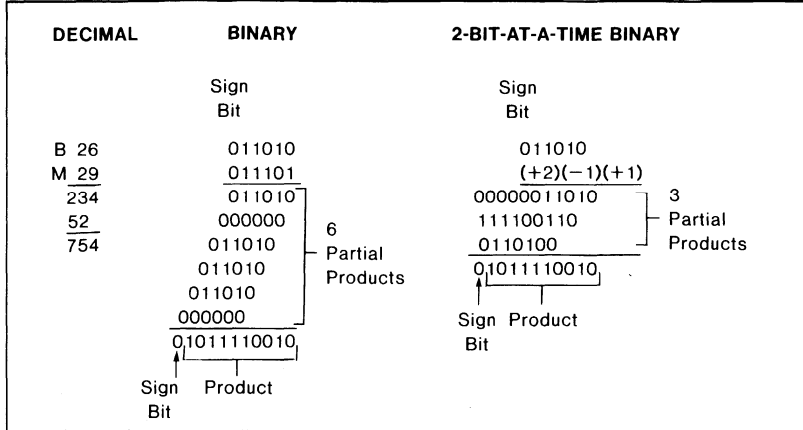 DECIMAL BINARY 2-BIT-AT-A-TIME BINARY
Sign Sign
Bit Bit
B 26 011010 011010
M 29 011101 (+2)(−1)(+1)
234 011010 00000011010 3
52 000000 6 111100110 Partial
754 011010 Partial 0110100 Products
011010 Products 01011110010
011010
000000 Sign Product
01011110010 Bit
Sign Product
Bit